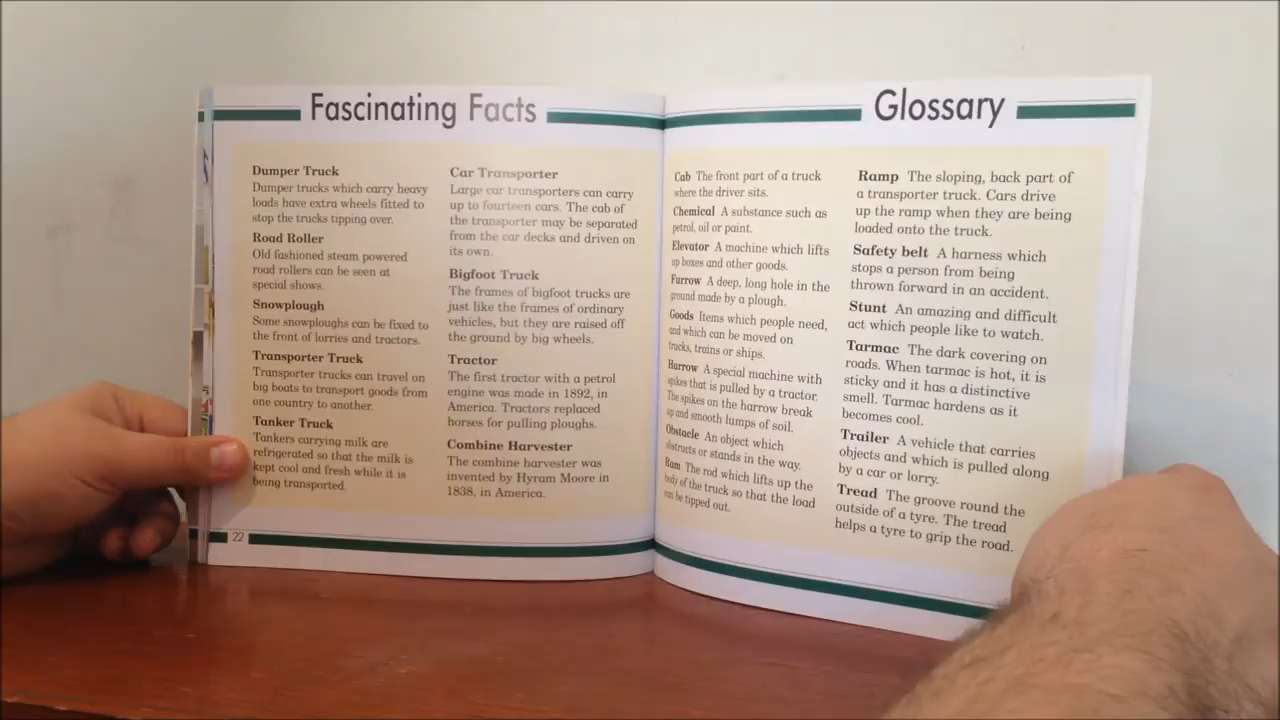 Fascinating Facts
Dumper Truck
Dumper trucks which carry heavy
loads have extra wheels fitted to
stop the trucks tipping over.
Road Roller
Old fashioned steam powered
road rollers can be seen at
special shows.
Snowplough
Some snowploughs can be fixed to
the front of lorries and tractors.
Transporter Truck
Transporter trucks can travel on
big boats to transport goods from
one country to another.
Tanker Truck
Tankers carrying milk are
refrigerated so that the milk is
kept cool and fresh while it is
being transported.
Car Transporter
Large car transporters can carry
up to fourteen cars. The cab of
the transporter may be separated
from the car decks and driven on
its own.
Bigfoot Truck
The frames of bigfoot trucks are
just like the frames of ordinary
vehicles, but they are raised off
the ground by big wheels.
Tractor
The first tractor with a petrol
engine was made in 1892, in
America. Tractors replaced
horses for pulling ploughs.
Combine Harvester
The combine harvester was
invented by Hyram Moore in
1838, in America.
22
Glossary
Cab The front part of a truck
where the driver sits.
Chemical A substance such as
petrol, oil or paint.
Elevator A machine which lifts
up boxes and other goods.
Furrow A deep, long hole in the
ground made by a plough.
Goods Items which people need,
and which can be moved on
trucks, trains or ships.
Harrow A special machine with
spikes that is pulled by a tractor.
The spikes on the harrow break
up and smooth lumps of soil.
Obstacle An object which
obstructs or stands in the way.
Ram The rod which lifts up the
body of the truck so that the load
can be tipped out.
Ramp The sloping, back part of
a transporter truck. Cars drive
up the ramp when they are being
loaded onto the truck.
Safety belt A harness which
stops a person from being
thrown forward in an accident.
Stunt An amazing and difficult
act which people like to watch.
Tarmac The dark covering on
roads. When tarmac is hot, it is
sticky and it has a distinctive
smell. Tarmac hardens as it
becomes cool.
Trailer A vehicle that carries
objects and which is pulled along
by a car or lorry.
Tread The groove round the
outside of a tyre. The tread
helps a tyre to grip the road.